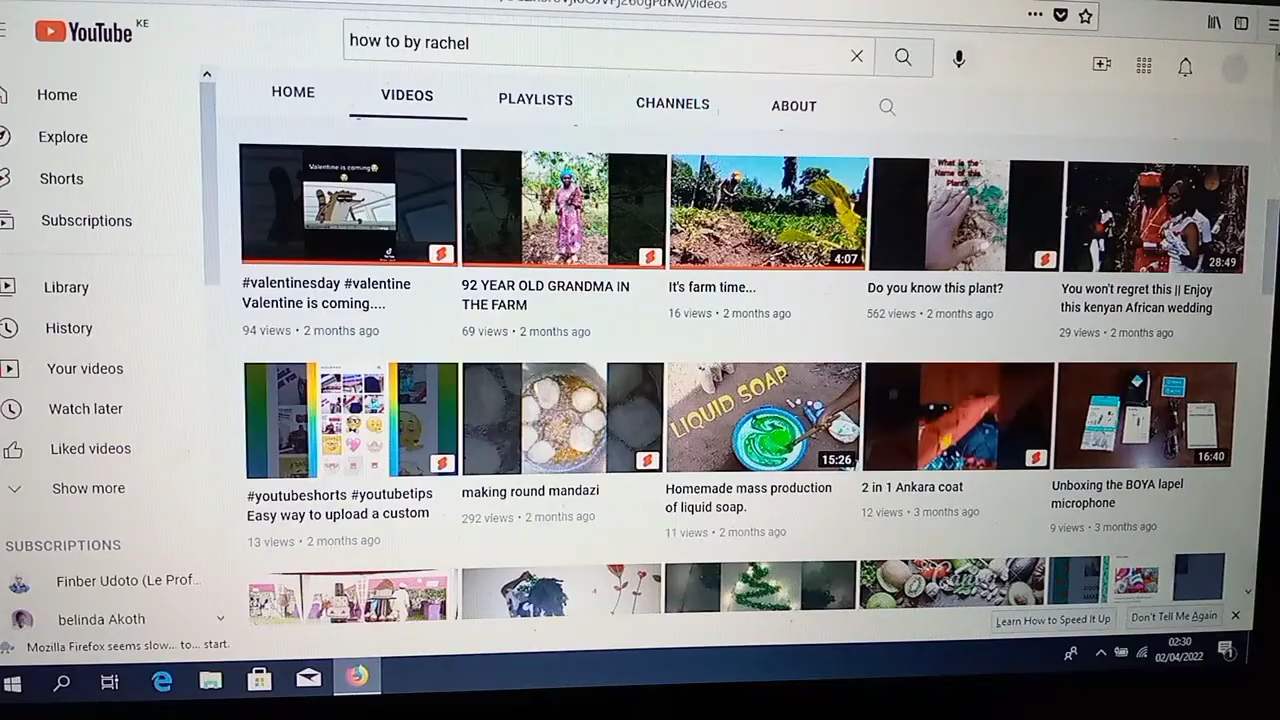 YouTube KE
how to by rachel
HOME VIDEOS PLAYLISTS CHANNELS ABOUT
Home
Explore
Shorts
Subscriptions
Library
History
Your videos
Watch later
Liked videos
Show more
SUBSCRIPTIONS
Finber Udoto (Le Prof...
belinda Akoth
Valentine is coming
#valentinesday #valentine
Valentine is coming....
94 views • 2 months ago
92 YEAR OLD GRANDMA IN
THE FARM
69 views • 2 months ago
4:07
It's farm time...
16 views • 2 months ago
What is the
Name of this
Plant?
Do you know this plant?
562 views • 2 months ago
28:49
You won't regret this || Enjoy
this kenyan African wedding
29 views • 2 months ago
#youtubeshorts #youtubetips
Easy way to upload a custom
13 views • 2 months ago
making round mandazi
292 views • 2 months ago
LIQUID SOAP
15:26
Homemade mass production
of liquid soap.
11 views • 2 months ago
2 in 1 Ankara coat
12 views • 3 months ago
16:40
Unboxing the BOYA lapel
microphone
9 views • 3 months ago
Mozilla Firefox seems slow... to... start.
Learn How to Speed It Up
Don't Tell Me Again
02:30
02/04/2022